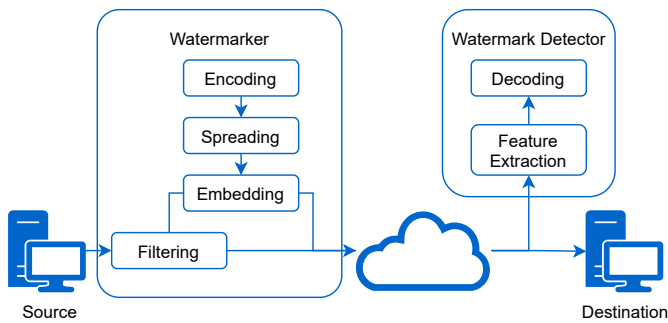 Watermarker
Encoding
Spreading
Embedding
Filtering
Source
Watermark Detector
Decoding
Feature
Extraction
Destination